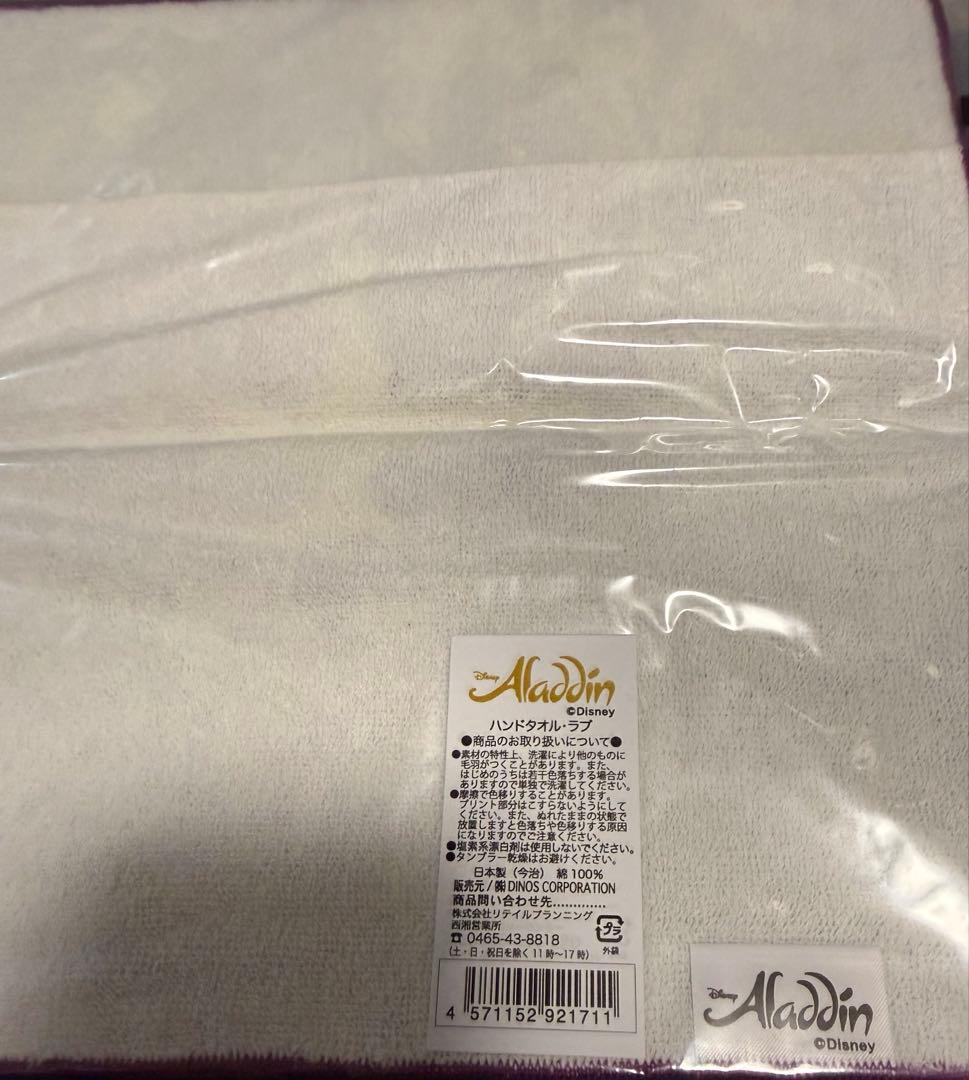 Disney Aladdin
©Disney
ハンドタオル・ラブ
●商品のお取り扱いについて●
●素材の特性上、洗濯により他のものに
毛羽がつくことがあります。また、
はじめのうちは若干色落ちする場合が
ありますので単独で洗濯してください。
●摩擦で色移りすることがあります。
プリント部分はこすらないようにして
ください。また、ぬれたままの状態で
放置しますと色落ちや色移りする原因
になりますのでご注意ください。
●塩素系漂白剤は使用しないでください。
●タンブラー乾燥はお避けください。
日本製（今治） 綿100%
販売元/㈱DINOS CORPORATION
商品問い合わせ先.............
株式会社リテイルプランニング
西湘営業所
☎ 0465-43-8818
（土・日・祝日を除く11時〜17時）
プラ
外袋
4 571152 921711
Disney Aladdin
©Disney